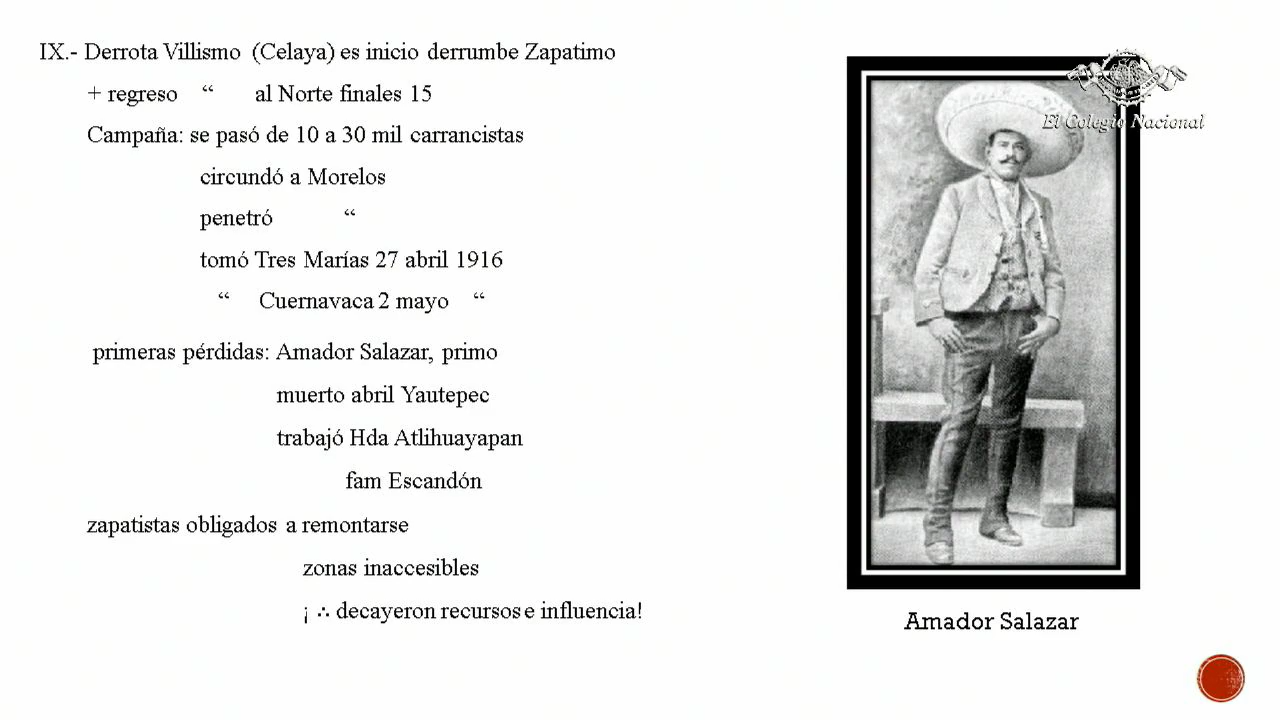 IX.- Derrota Villismo (Celaya) es inicio derrumbe Zapatimo
+ regreso “ al Norte finales 15
Campaña: se pasó de 10 a 30 mil carrancistas
circundó a Morelos
penetró “
tomó Tres Marías 27 abril 1916
“ Cuernavaca 2 mayo “
primeras pérdidas: Amador Salazar, primo
muerto abril Yautepec
trabajó Hda Atlihuayapan
fam Escandón
zapatistas obligados a remontarse
zonas inaccesibles
¡ ∴ decayeron recursos e influencia!
El Colegio Nacional
Amador Salazar